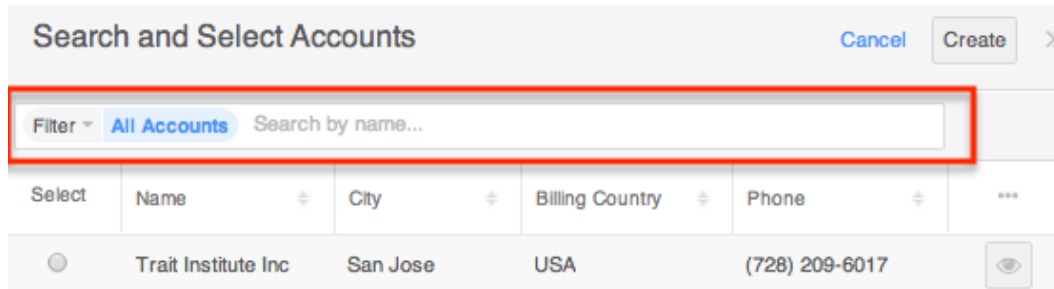 Search and Select Accounts Cancel Create
Filter All Accounts Search by name...
Select Name City Billing Country Phone
Trait Institute Inc San Jose USA (728) 209-6017